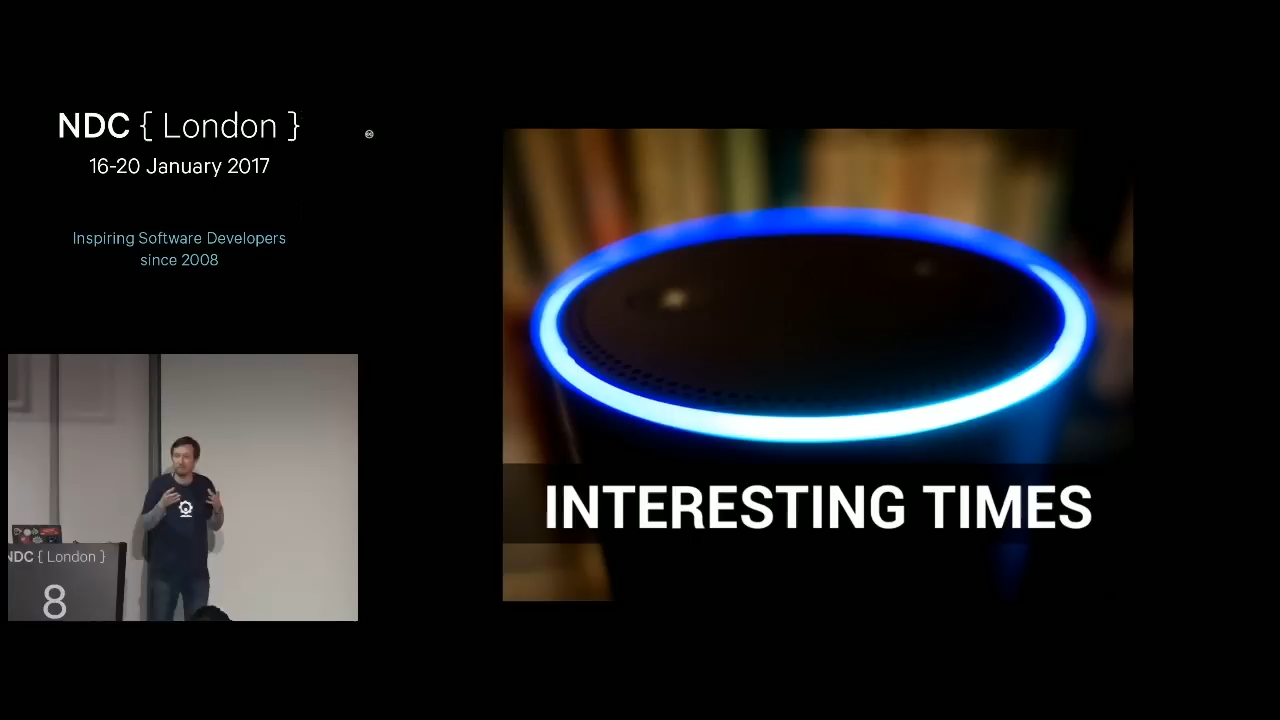 NDC { London }
16-20 January 2017
Inspiring Software Developers
since 2008
NDC { London }
8
INTERESTING TIMES